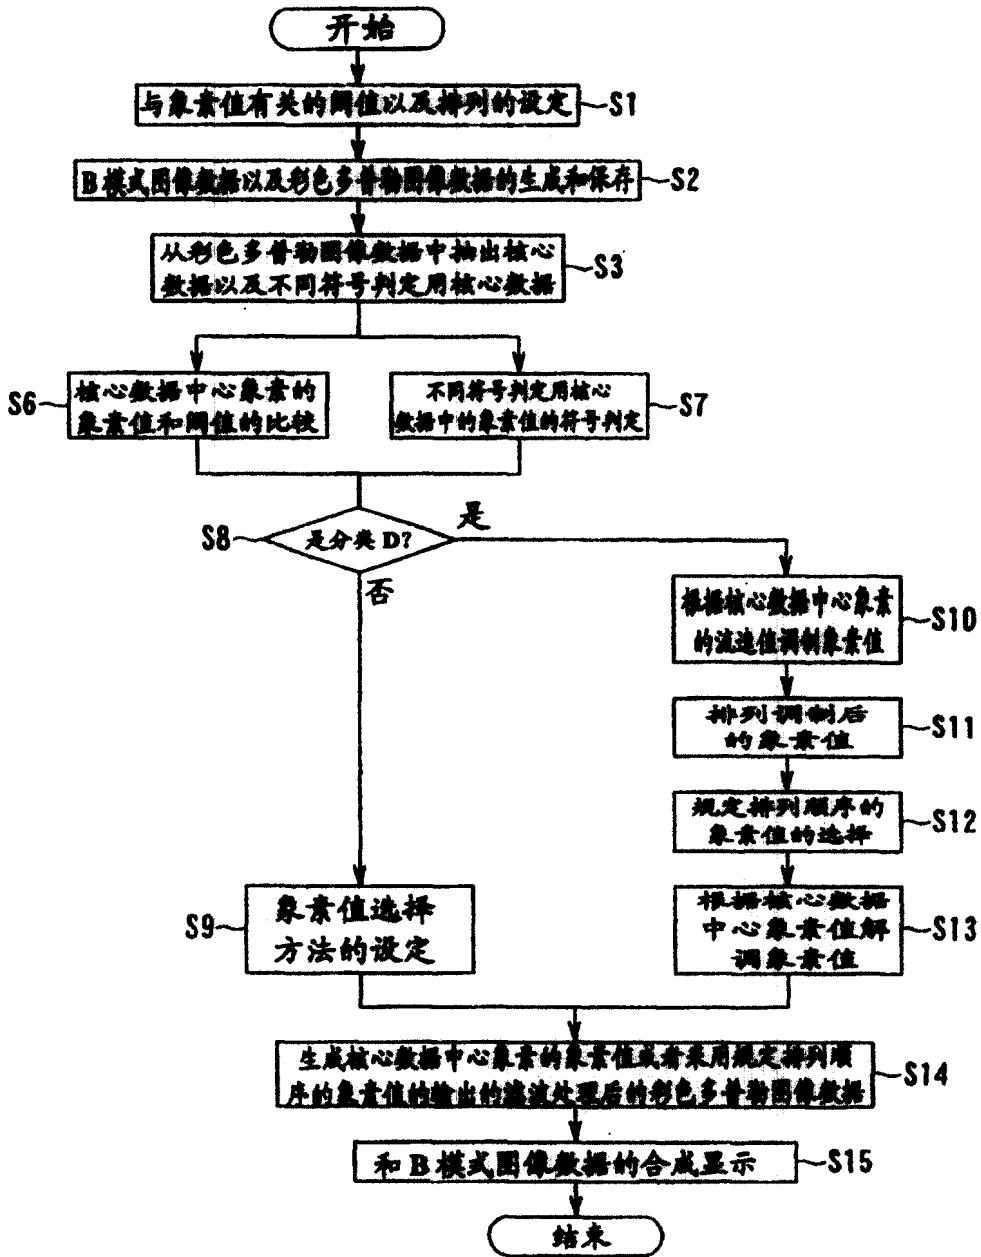 开始
与象素值有关的阈值以及排列的设定
S1
B模式图像数据以及彩色多普勒图像数据的生成和保存
S2
从彩色多普勒图像数据中抽出核心
数据以及不同符号判定用核心数据
S3
S6
核心数据中心象素的
象素值和阈值的比较
不同符号判定用核心
数据中的象素值的符号判定
S7
S8
是分类 D?
是
否
根据核心数据中心象素
的流速值调制象素值
S10
排列调制后
的象素值
S11
规定排列顺序的
象素值的选择
S12
S9
象素值选择
方法的设定
根据核心数据
中心象素值解
调象素值
S13
生成核心数据中心象素的象素值或者采用规定排列顺
序的象素值的输出的滤波处理后的彩色多普勒图像数据
S14
和 B 模式图像数据的合成显示
S15
结束